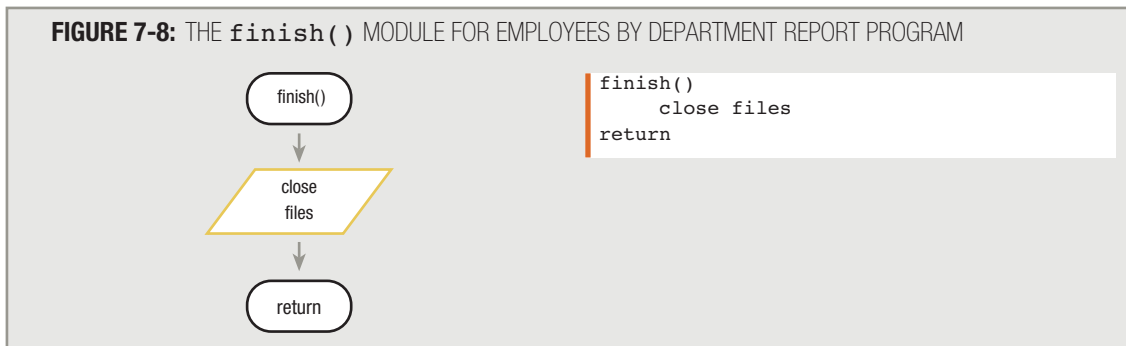 FIGURE 7-8: THE finish() MODULE FOR EMPLOYEES BY DEPARTMENT REPORT PROGRAM
finish()
close
files
return
finish()
close files
return